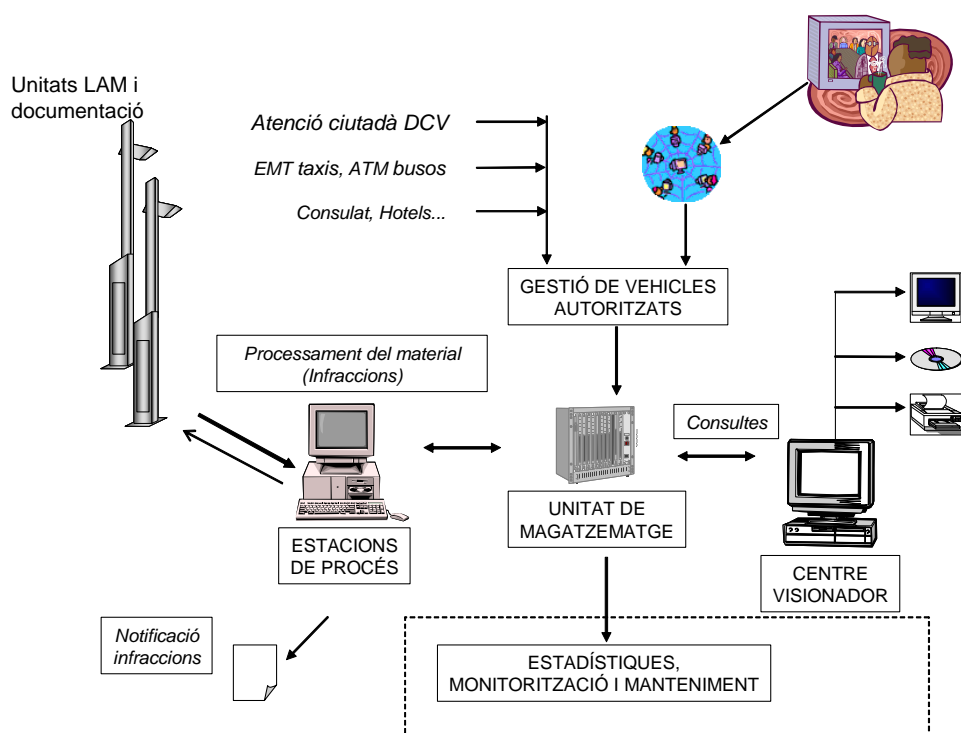 Unitats LAM i
documentació
Atenció ciutadà DCV
EMT taxis, ATM busos
Consulat, Hotels...
GESTIÓ DE VEHICLES
AUTORITZATS
Processament del material
(Infraccions)
Consultes
UNITAT DE
MAGATZEMATGE
ESTACIONS
DE PROCÉS
CENTRE
VISIONADOR
Notificació
infraccions
ESTADÍSTIQUES,
MONITORITZACIÓ I MANTENIMENT